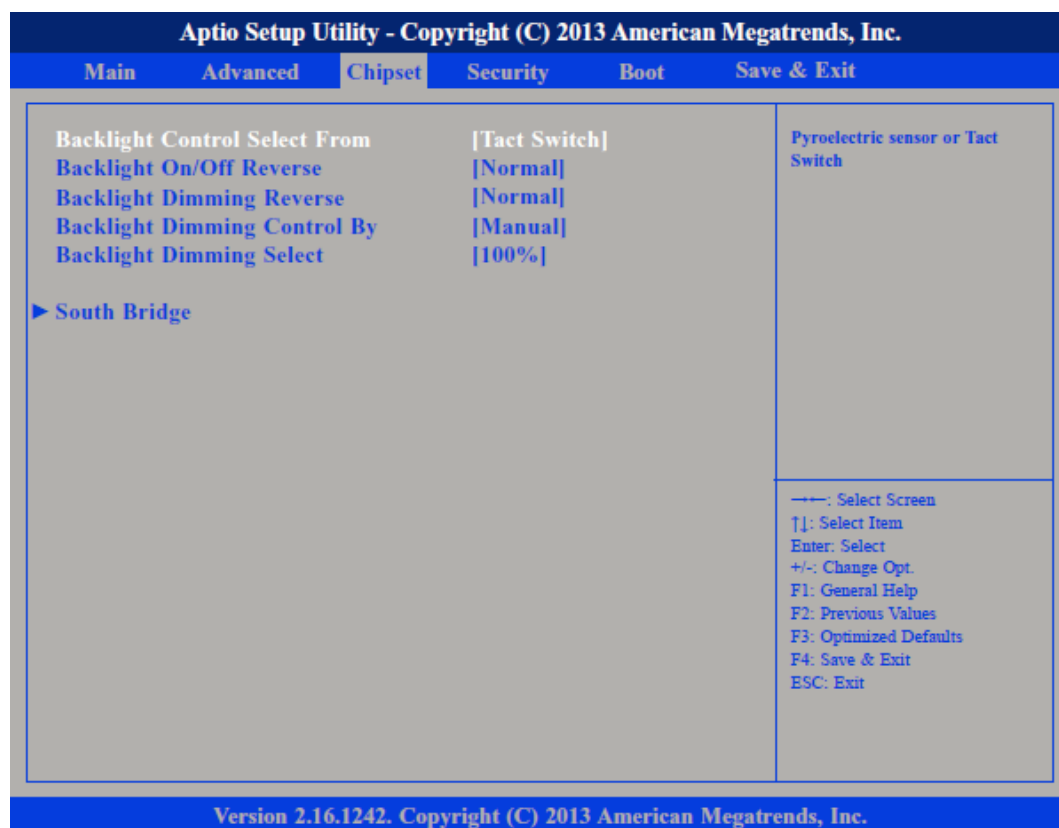 Aptio Setup Utility - Copyright (C) 2013 American Megatrends, Inc.
Main Advanced Chipset Security Boot Save & Exit
Backlight Control Select From [Tact Switch]
Backlight On/Off Reverse [Normal]
Backlight Dimming Reverse [Normal]
Backlight Dimming Control By [Manual]
Backlight Dimming Select [100%]
► South Bridge
Pyroelectric sensor or Tact
Switch
→←: Select Screen
↑↓: Select Item
Enter: Select
+/-: Change Opt.
F1: General Help
F2: Previous Values
F3: Optimized Defaults
F4: Save & Exit
ESC: Exit
Version 2.16.1242. Copyright (C) 2013 American Megatrends, Inc.